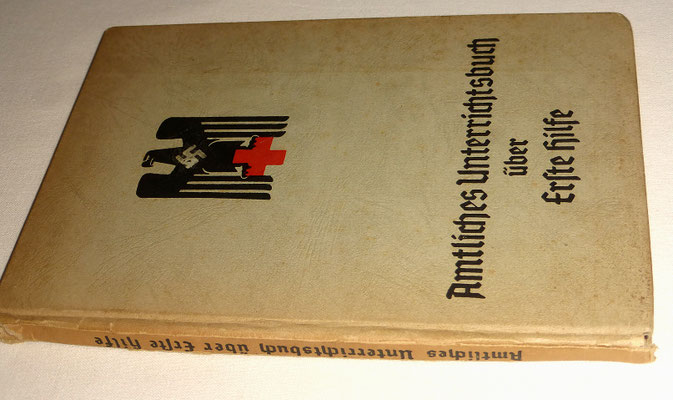 Amtliches Unterrichtsbuch
über
Erste Hilfe
Amtliches Unterrichtsbuch über Erste Hilfe